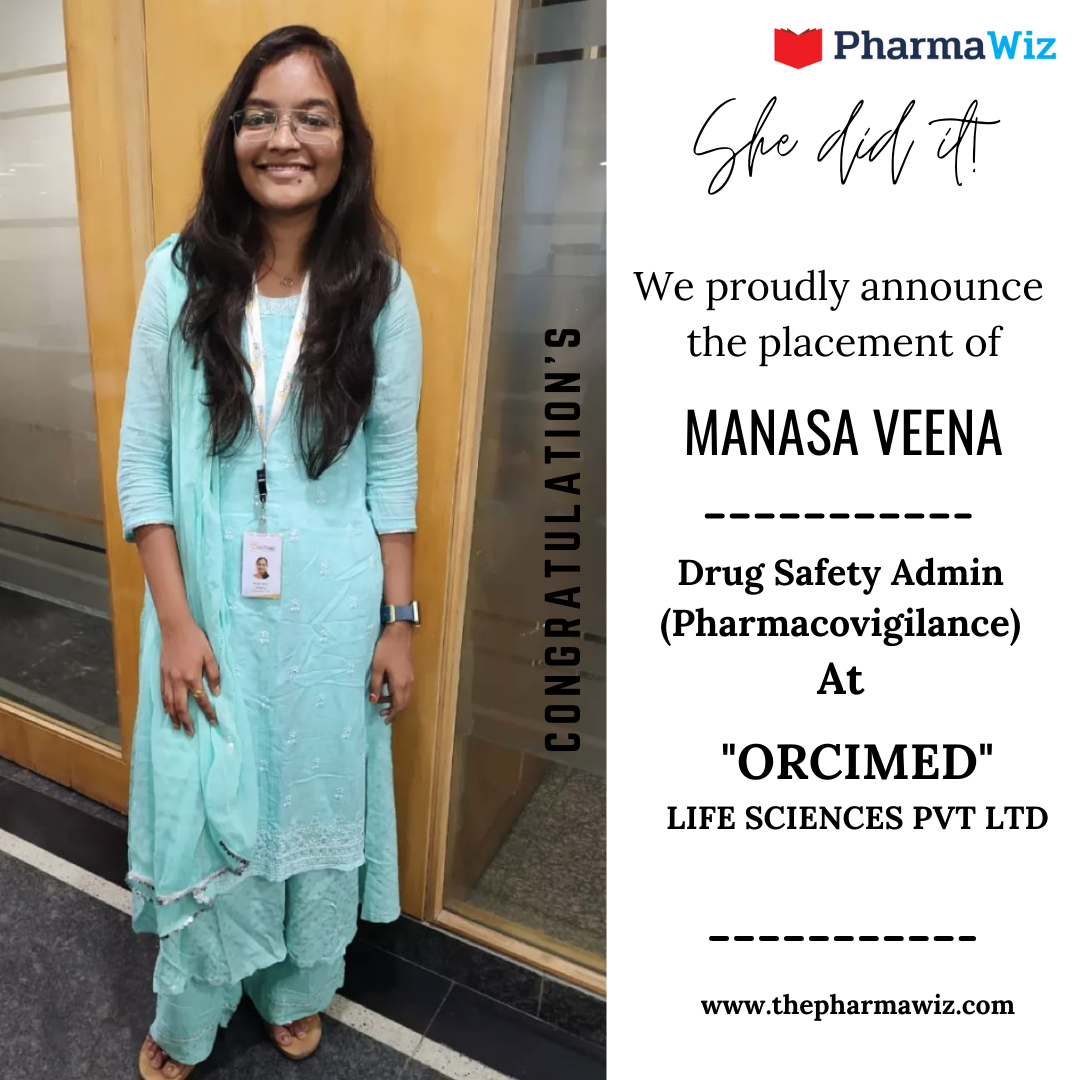 PharmaWiz
She did it!
We proudly announce
the placement of
MANASA VEENA
Drug Safety Admin
(Pharmacovigilance)
At
"ORCIMED"
LIFE SCIENCES PVT LTD
www.thepharmawiz.com
CONGRATULATION'S